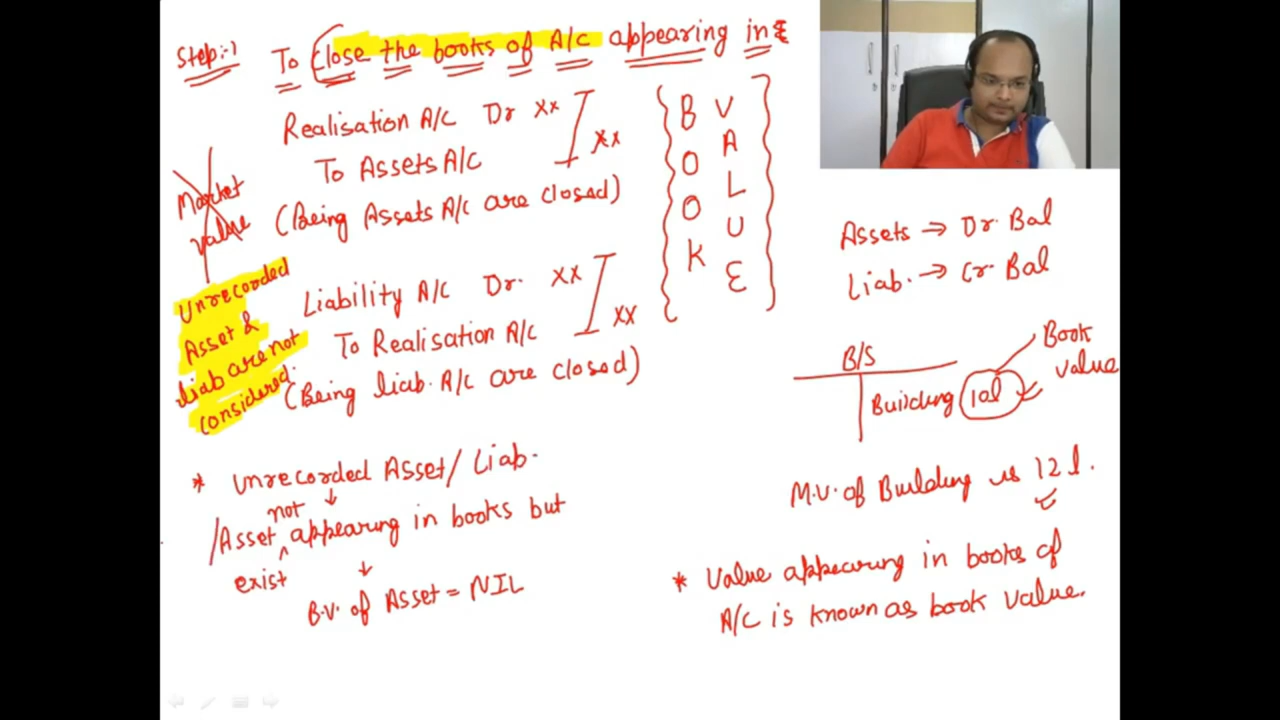 Step:-1 To Close the books of A/c appearing in
Realisation A/C Dr xx
To Assets A/C xx
(Being Assets A/C are closed)
Market
value
Unrecorded
Asset &
liab are not
considered.
Liability A/C Dr. xx
To Realisation A/C xx
(Being liab. A/C are closed)
BOOK
VALUE
* Unrecorded Asset/Liab.
/Asset not appearing in books but
exist
B.V. of Asset = NIL
Assets → Dr. Bal
Liab. → Cr. Bal
B/S
Building 10l
Book
value
M.V. of Building is 12 l.
* Value appearing in books of
A/C is known as book value.